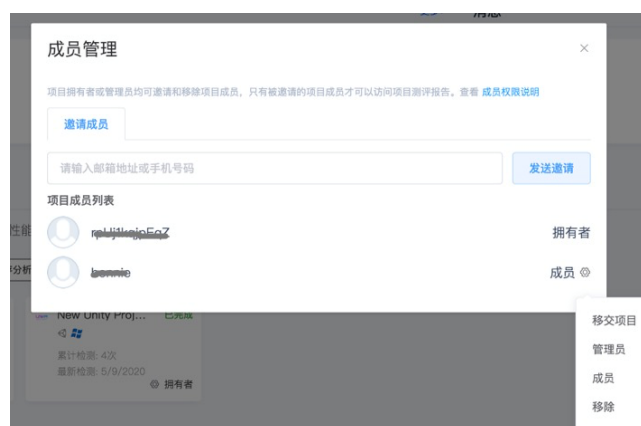 消息
成员管理
项目拥有者或管理员均可邀请和移除项目成员，只有被邀请的项目成员才可以访问项目测评报告。查看 成员权限说明
邀请成员
请输入邮箱地址或手机号码
发送邀请
项目成员列表
性能
拥有者
成员
New Unity Proj...
已完成
累计检测: 4次
最新检测: 5/9/2020
拥有者
移交项目
管理员
成员
移除